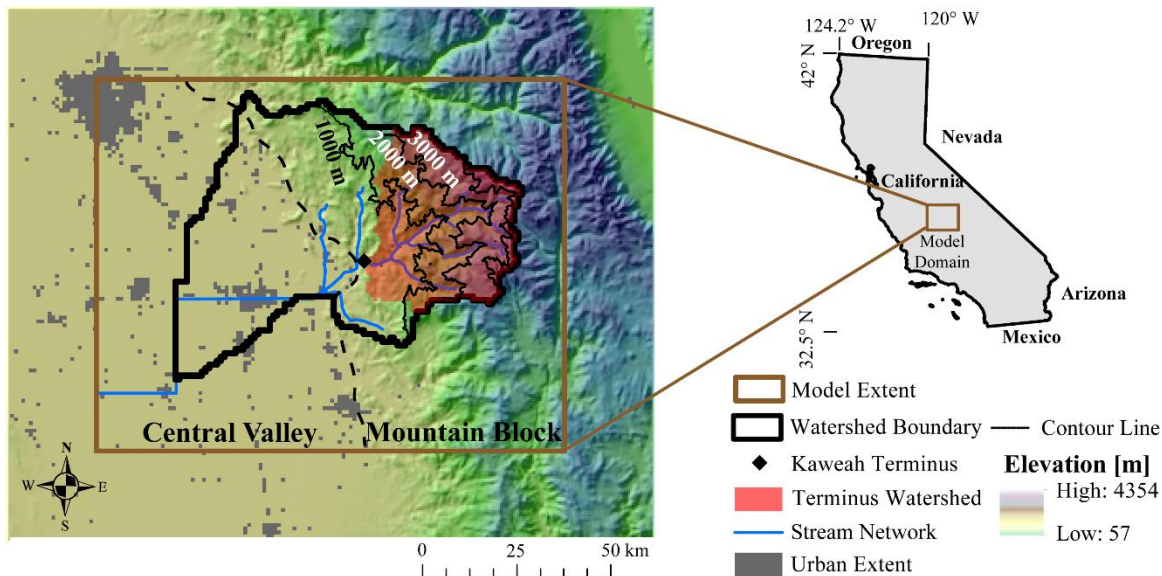 1000 m
2000 m
3000 m
Central Valley
Mountain Block
N
W
E
S
0 25 50 km
124.2° W
120° W
42° N
Oregon
Nevada
California
Model
Domain
Arizona
32.5° N
Mexico
Model Extent
Watershed Boundary
Contour Line
Kaweah Terminus
Terminus Watershed
Stream Network
Urban Extent
Elevation [m]
High: 4354
Low: 57